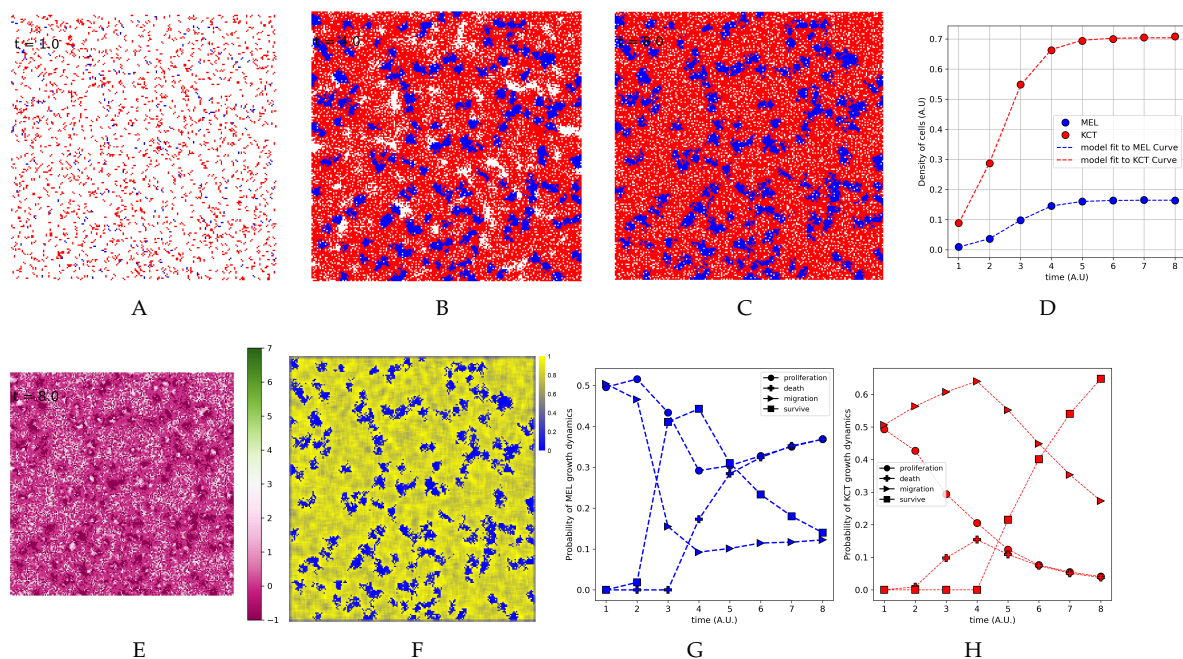 t = 1.0
A
B
t = 8.0
C
0.7
0.6
0.5
0.4
0.3
0.2
0.1
0.0
Density of cells (A.U)
MEL
KCT
model fit to MEL Curve
model fit to KCT Curve
1 2 3 4 5 6 7 8
time (A.U)
D
t = 8.0
7
6
5
4
3
2
1
0
−1
E
1
0.8
0.6
0.4
0.2
0
F
0.5
0.4
0.3
0.2
0.1
0.0
Probability of MEL growth dynamics
proliferation
death
migration
survive
1 2 3 4 5 6 7 8
time (A.U.)
G
0.6
0.5
0.4
0.3
0.2
0.1
0.0
Probability of KCT growth dynamics
proliferation
death
migration
survive
1 2 3 4 5 6 7 8
time (A.U.)
H